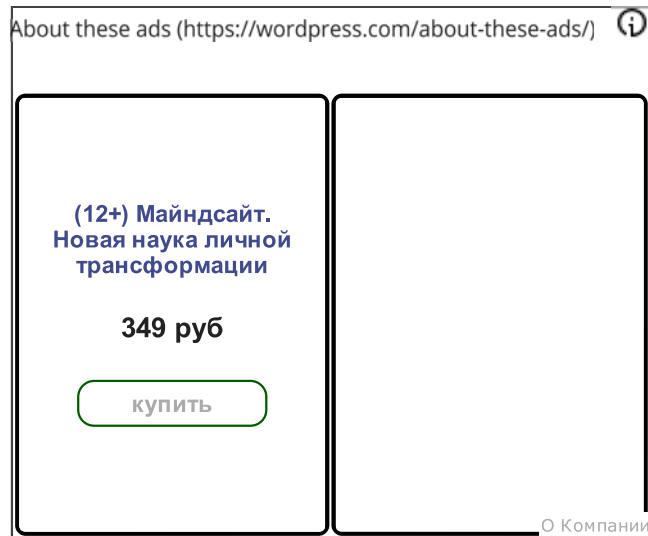 About these ads (https://wordpress.com/about-these-ads/)
(12+) Майндсайт.
Новая наука личной
трансформации
349 руб
купить
О Компании